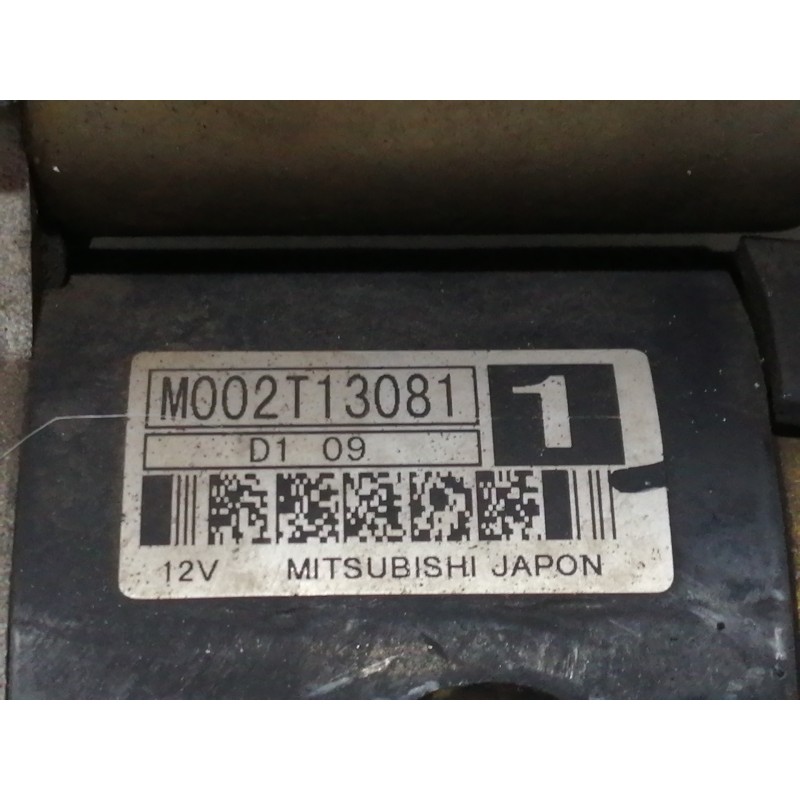 M002T13081
1
D1 09
12V MITSUBISHI JAPON